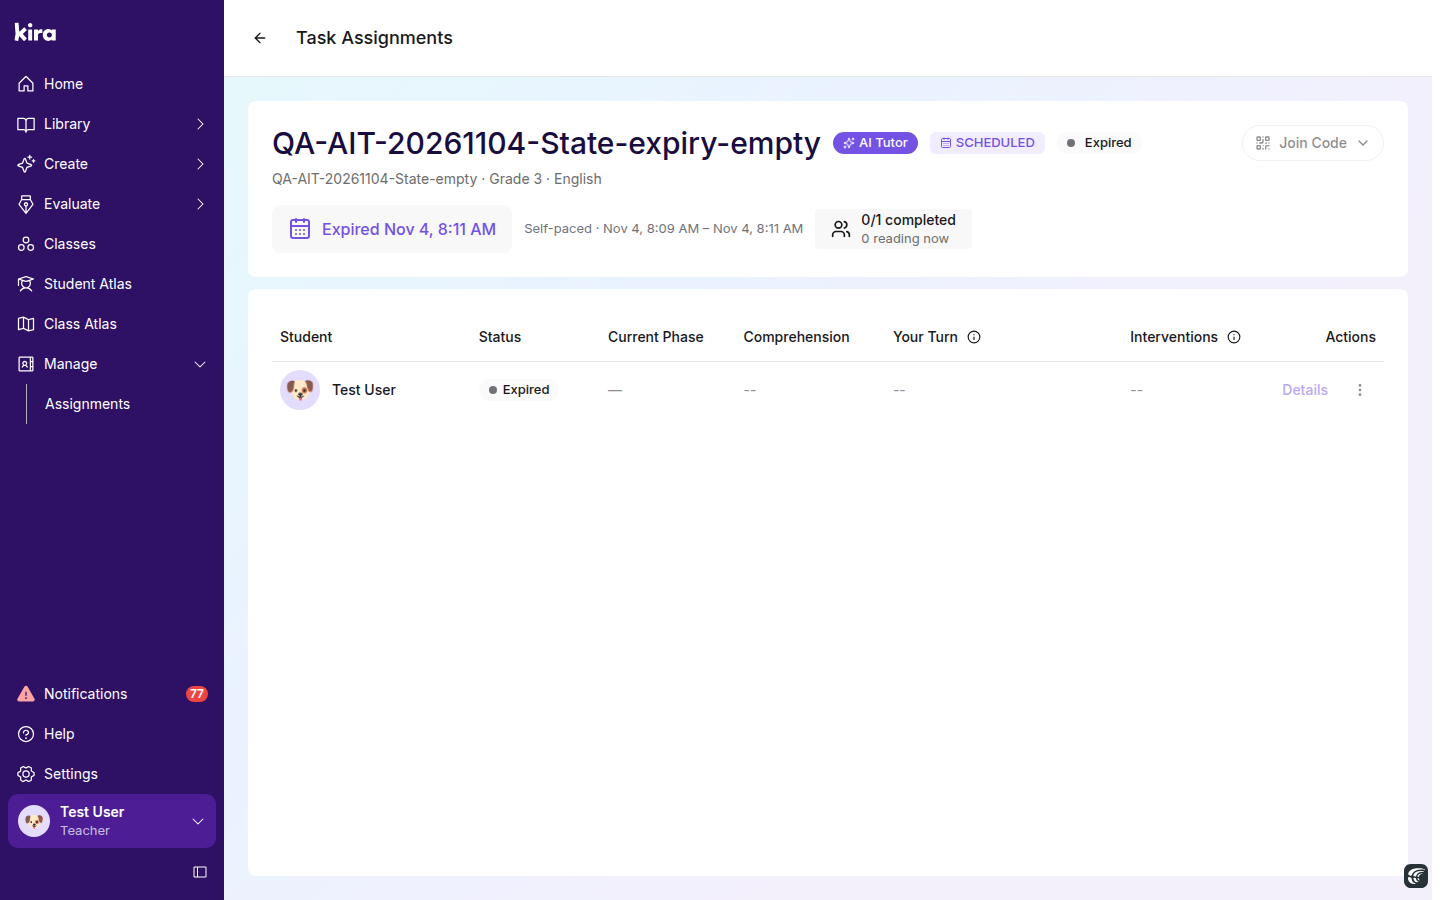 kira
Home
Library
Create
Evaluate
Classes
Student Atlas
Class Atlas
Manage
Assignments
Notifications 77
Help
Settings
Test User
Teacher
Task Assignments
QA-AIT-20261104-State-expiry-empty AI Tutor SCHEDULED Expired Join Code
QA-AIT-20261104-State-empty · Grade 3 · English
Expired Nov 4, 8:11 AM Self-paced · Nov 4, 8:09 AM – Nov 4, 8:11 AM
0/1 completed
0 reading now
Student Status Current Phase Comprehension Your Turn Interventions Actions
Test User Expired — -- -- -- Details